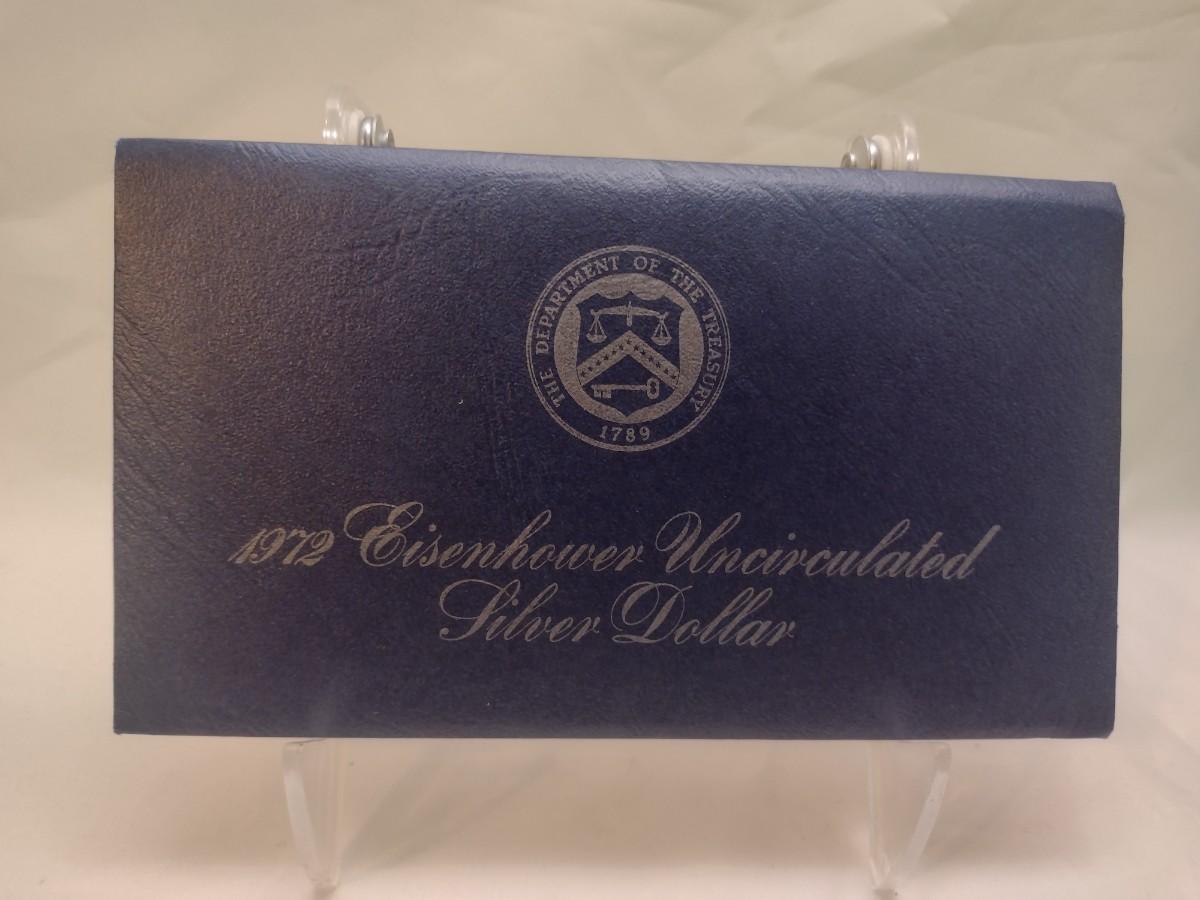 THE DEPARTMENT OF THE TREASURY
1789
1972 Eisenhower Uncirculated
Silver Dollar